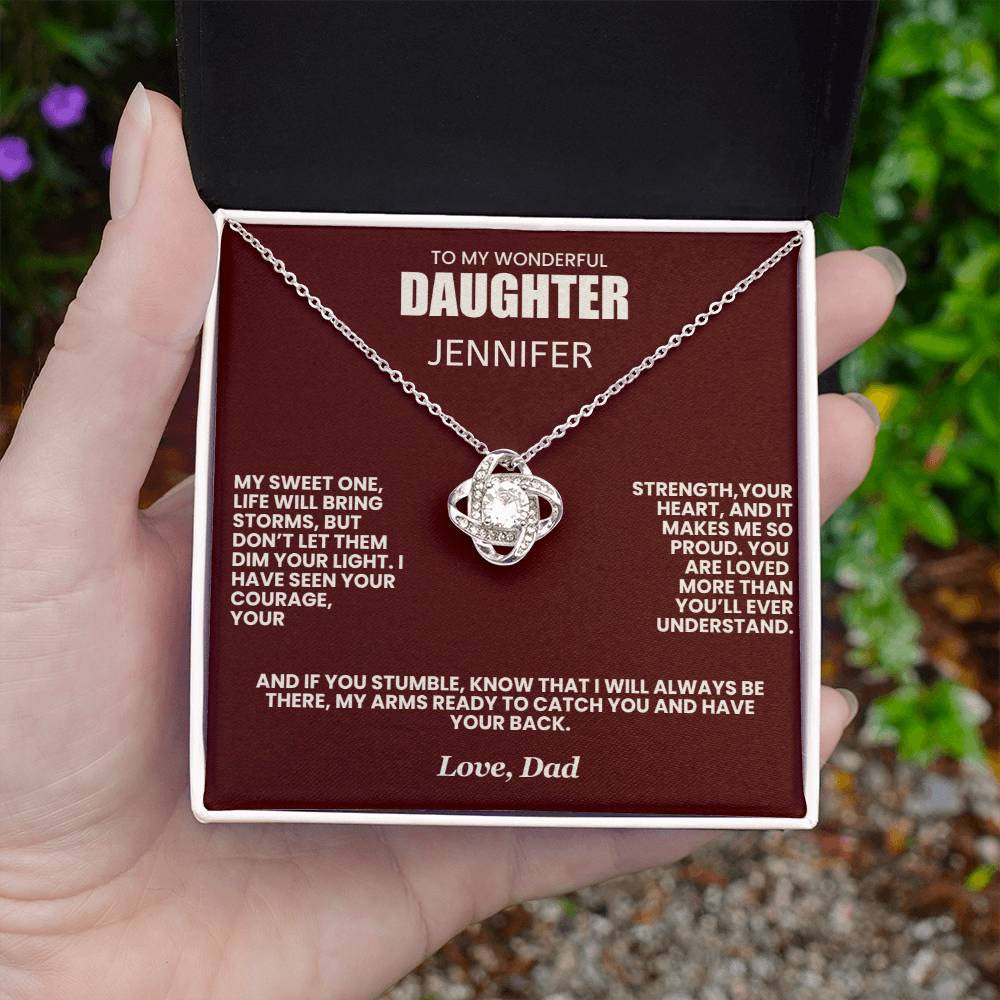 TO MY WONDERFUL
DAUGHTER
JENNIFER
MY SWEET ONE,
LIFE WILL BRING
STORMS, BUT
DON'T LET THEM
DIM YOUR LIGHT. I
HAVE SEEN YOUR
COURAGE,
YOUR
STRENGTH,YOUR
HEART, AND IT
MAKES ME SO
PROUD. YOU
ARE LOVED
MORE THAN
YOU'LL EVER
UNDERSTAND.
AND IF YOU STUMBLE, KNOW THAT I WILL ALWAYS BE
THERE, MY ARMS READY TO CATCH YOU AND HAVE
YOUR BACK.
Love, Dad